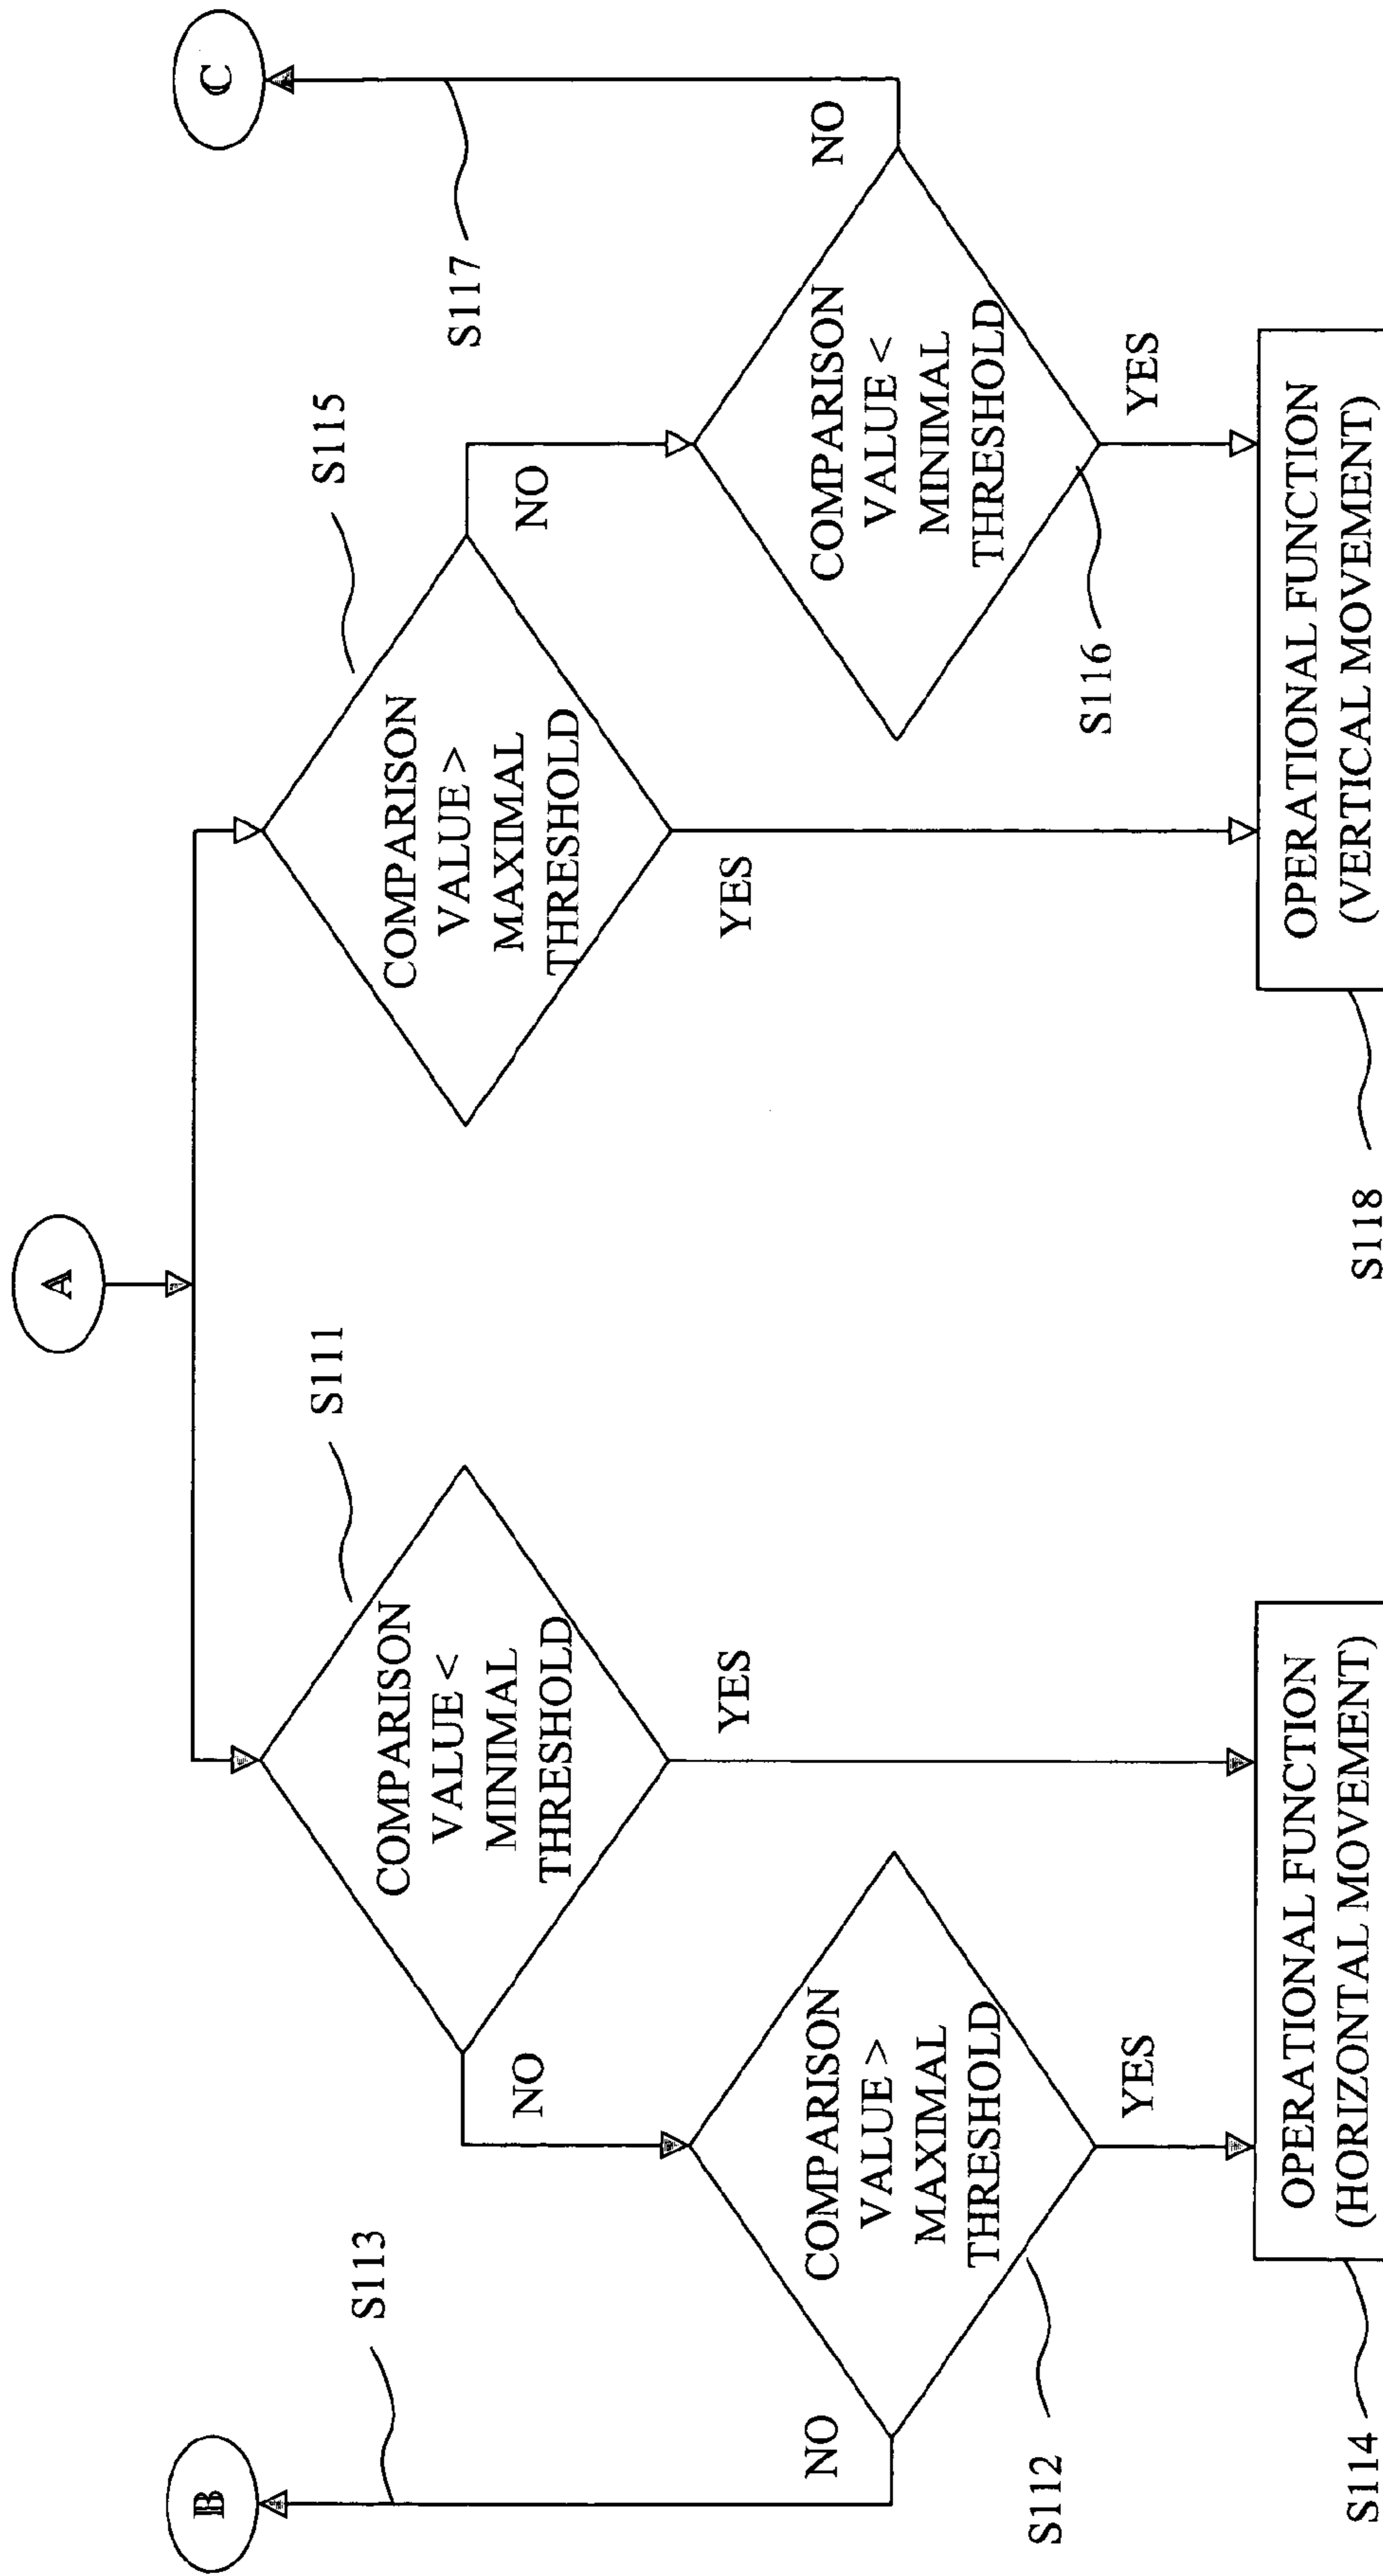 A
B
C
S111
COMPARISON
VALUE <
MINIMAL
THRESHOLD
NO
YES
S113
COMPARISON
VALUE >
MAXIMAL
THRESHOLD
NO
YES
S112
OPERATIONAL FUNCTION
(HORIZONTAL MOVEMENT)
S114
S115
COMPARISON
VALUE >
MAXIMAL
THRESHOLD
NO
YES
S117
COMPARISON
VALUE <
MINIMAL
THRESHOLD
NO
YES
S116
OPERATIONAL FUNCTION
(VERTICAL MOVEMENT)
S118